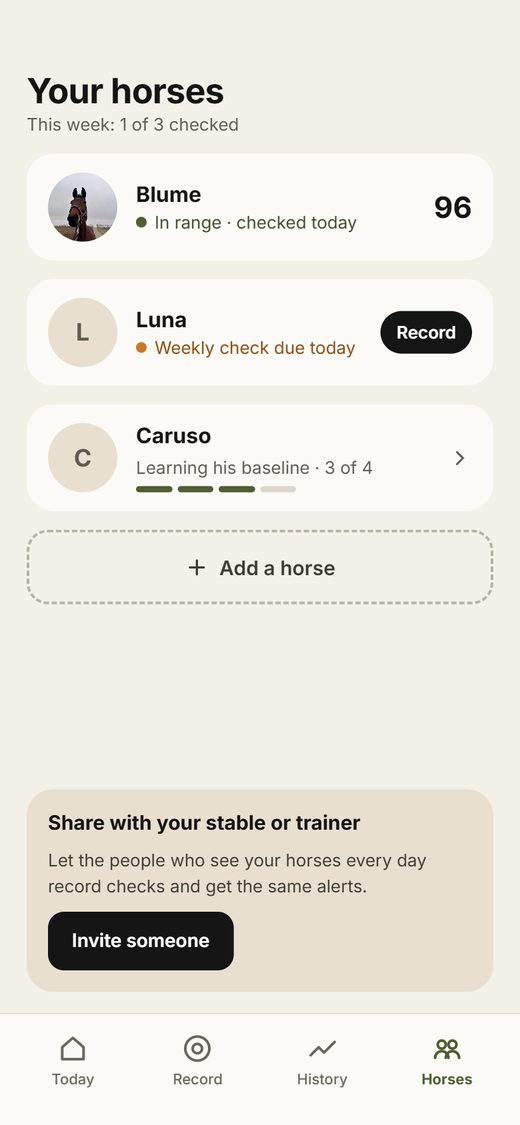 Your horses
This week: 1 of 3 checked
Blume
In range · checked today
96
L
Luna
Weekly check due today
Record
C
Caruso
Learning his baseline · 3 of 4
Add a horse
Share with your stable or trainer
Let the people who see your horses every day
record checks and get the same alerts.
Invite someone
Today
Record
History
Horses